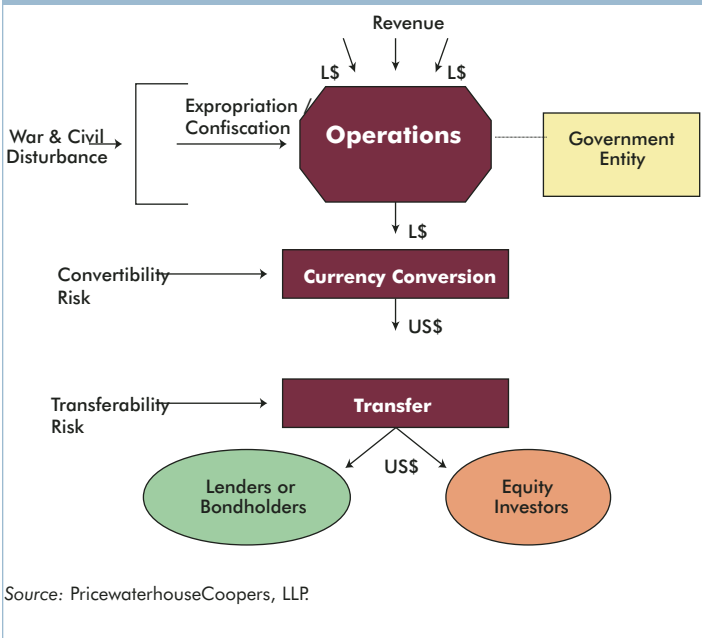 Revenue
L$
L$
Expropriation
Confiscation
War & Civil
Disturbance
Operations
Government
Entity
L$
Convertibility
Risk
Currency Conversion
US$
Transferability
Risk
Transfer
US$
Lenders or
Bondholders
Equity
Investors
Source: PricewaterhouseCoopers, LLP.